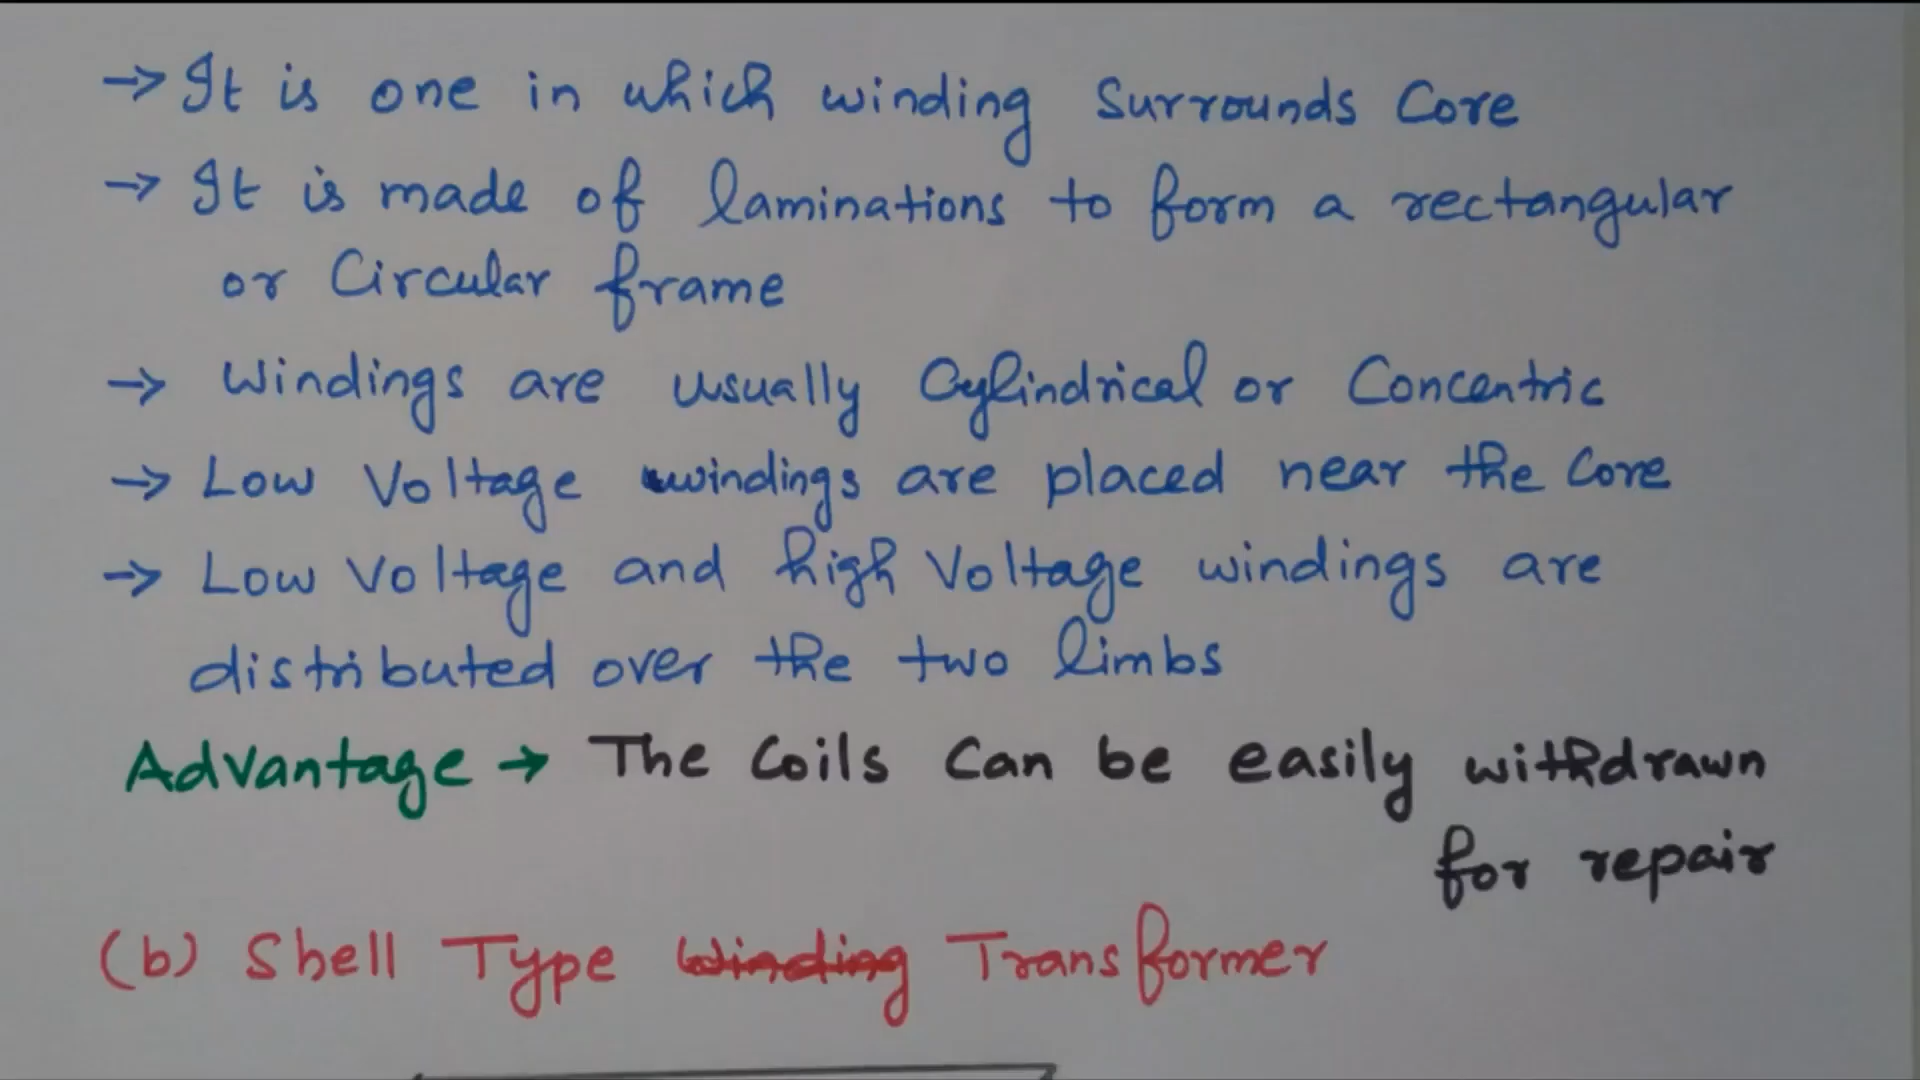 → It is one in which winding surrounds Core
→ It is made of laminations to form a rectangular
or Circular frame
→ Windings are usually Cylindrical or Concentric
→ Low Voltage windings are placed near the Core
→ Low Voltage and high Voltage windings are
distributed over the two limbs
Advantage → The Coils Can be easily withdrawn
for repair
(b) Shell Type Winding Transformer